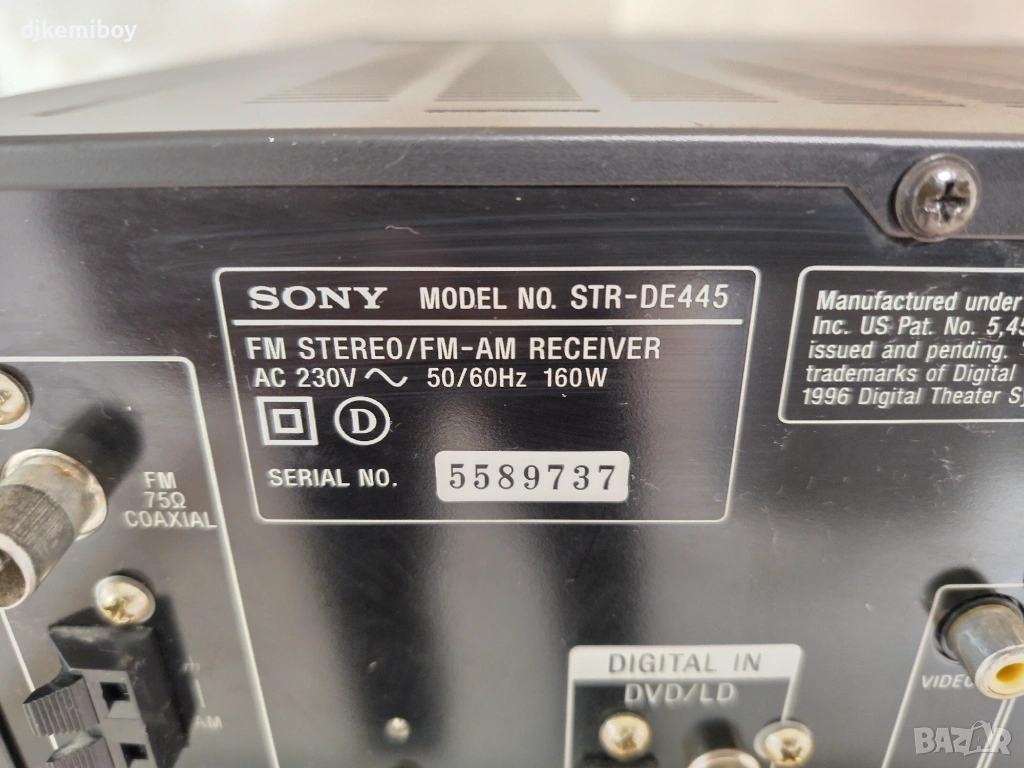 djkemiboy
SONY MODEL NO. STR-DE445
FM STEREO/FM-AM RECEIVER
AC 230V ~ 50/60Hz 160W
D
SERIAL NO. 5589737
Manufactured under
Inc. US Pat. No. 5,45
issued and pending.
trademarks of Digital
1996 Digital Theater Sy
FM
75Ω
COAXIAL
AM
DIGITAL IN
DVD/LD
VIDEO
BAZAR